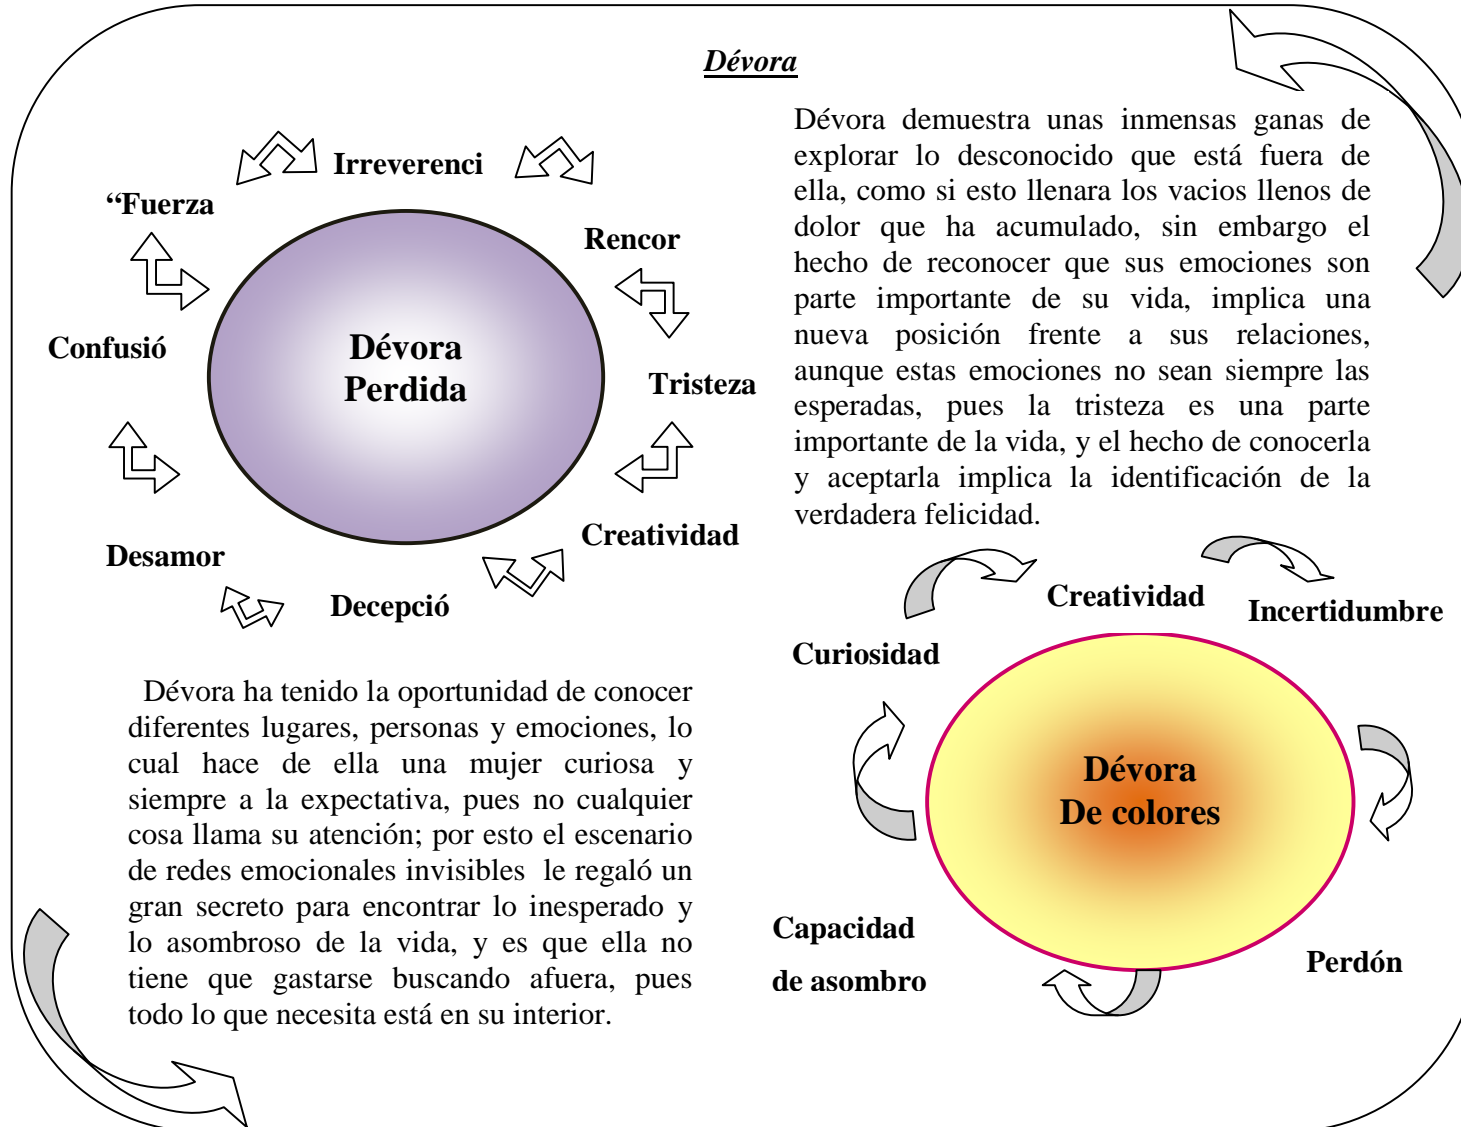 Dévora
Irreverenci
“Fuerza
Rencor
Confusió
Dévora
Perdida
Tristeza
Desamor
Creatividad
Decepció
Dévora demuestra unas inmensas ganas de
explorar lo desconocido que está fuera de
ella, como si esto llenara los vacios llenos de
dolor que ha acumulado, sin embargo el
hecho de reconocer que sus emociones son
parte importante de su vida, implica una
nueva posición frente a sus relaciones,
aunque estas emociones no sean siempre las
esperadas, pues la tristeza es una parte
importante de la vida, y el hecho de conocerla
y aceptarla implica la identificación de la
verdadera felicidad.
Dévora ha tenido la oportunidad de conocer
diferentes lugares, personas y emociones, lo
cual hace de ella una mujer curiosa y
siempre a la expectativa, pues no cualquier
cosa llama su atención; por esto el escenario
de redes emocionales invisibles le regaló un
gran secreto para encontrar lo inesperado y
lo asombroso de la vida, y es que ella no
tiene que gastarse buscando afuera, pues
todo lo que necesita está en su interior.
Creatividad
Incertidumbre
Curiosidad
Dévora
De colores
Capacidad
de asombro
Perdón